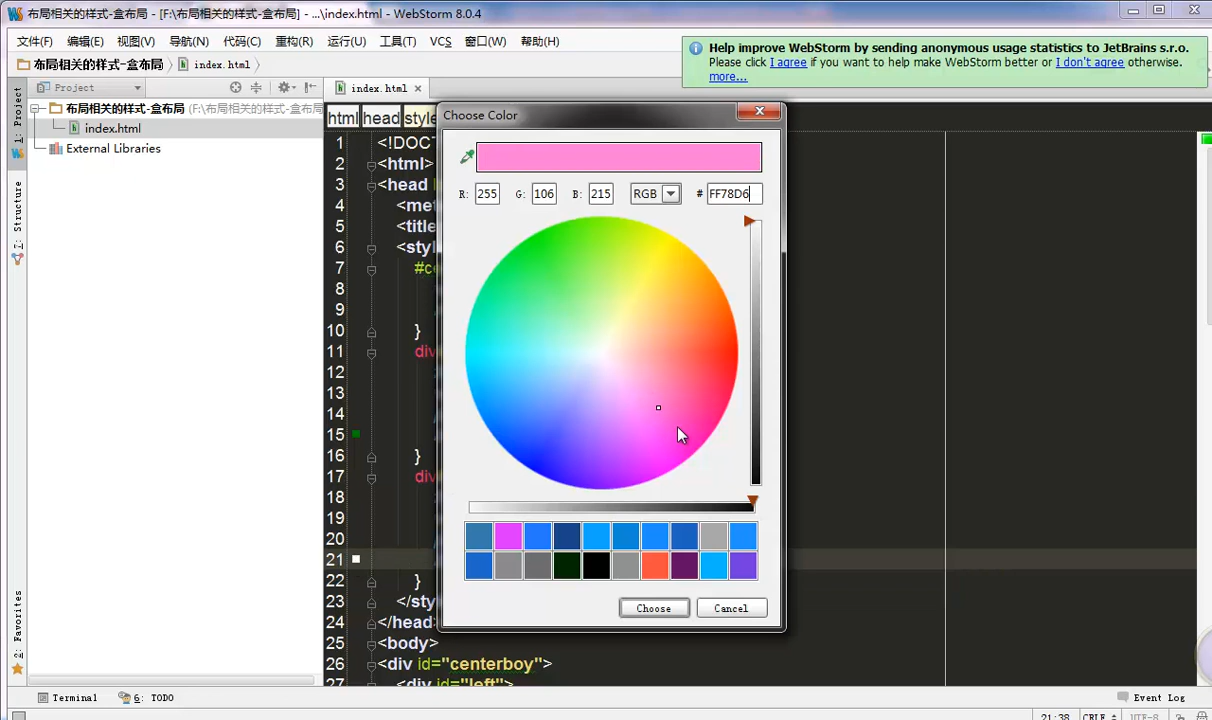 布局相关的样式-盒布局 - [F:\布局相关的样式-盒布局] - ...\index.html - WebStorm 8.0.4
文件(F) 编辑(E) 视图(V) 导航(N) 代码(C) 重构(R) 运行(U) 工具(T) VCS 窗口(W) 帮助(H)
Help improve WebStorm by sending anonymous usage statistics to JetBrains s.r.o.
Please click I agree if you want to help make WebStorm better or I don't agree otherwise.
more...
布局相关的样式-盒布局 index.html
1: Project
7: Structure
2: Favorites
Project
布局相关的样式-盒布局 (F:\布局相关的样式-盒布局)
index.html
External Libraries
index.html
html head style
1 <!DOC
2 <html>
3 <head
4 <met
5 <title
6 <styl
7 #ce
8
9
10 }
11 div
12
13
14
15
16 }
17 div
18
19
20
21
22 }
23 </sty
24 </head
25 <body>
26 <div id="centerboy">
27 <div id="left">
Choose Color
R: 255 G: 106 B: 215 RGB # FF78D6
Choose Cancel
Terminal 6: TODO Event Log
21:38 CRLF UTF-8